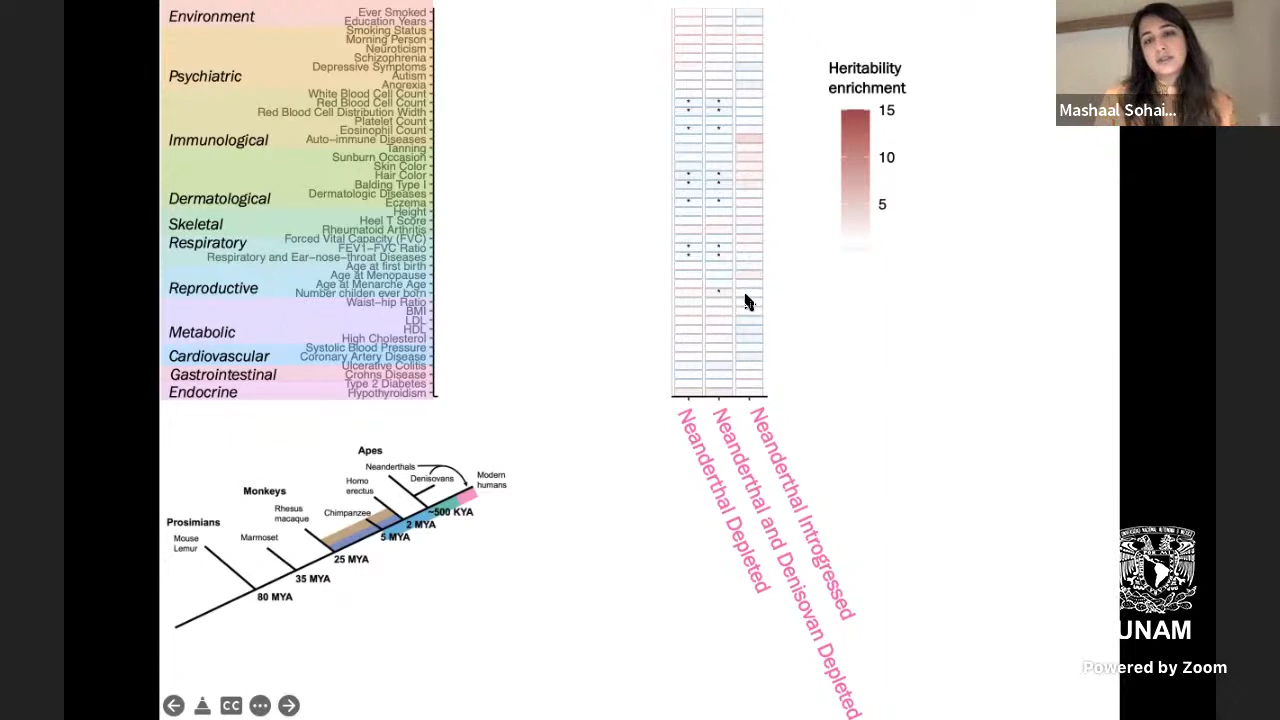 Environment
Psychiatric
Immunological
Dermatological
Skeletal
Respiratory
Reproductive
Metabolic
Cardiovascular
Gastrointestinal
Endocrine
Ever Smoked
Education Years
Smoking Status
Morning Person
Neuroticism
Schizophrenia
Depressive Symptoms
Autism
Anorexia
White Blood Cell Count
Red Blood Cell Count
Red Blood Cell Distribution Width
Platelet Count
Eosinophil Count
Auto−immune Diseases
Tanning
Sunburn Occasion
Skin Color
Hair Color
Balding Type I
Dermatologic Diseases
Eczema
Height
Heel T Score
Rheumatoid Arthritis
Forced Vital Capacity (FVC)
FEV1−FVC Ratio
Respiratory and Ear−nose−throat Diseases
Age at first birth
Age at Menopause
Age at Menarche Age
Number childen ever born
Waist−hip Ratio
BMI
LDL
HDL
High Cholesterol
Systolic Blood Pressure
Coronary Artery Disease
Ulcerative Colitis
Crohns Disease
Type 2 Diabetes
Hypothyroidism
Heritability
enrichment
15
10
5
Mashaal Sohai...
Neanderthal Depleted
Neanderthal and Denisovan Depleted
Neanderthal Introgressed
Apes
Neanderthals
Denisovans
Modern
humans
Homo
erectus
Monkeys
Rhesus
macaque
Chimpanzee
Prosimians
Mouse
Lemur
Marmoset
~500 KYA
2 MYA
5 MYA
25 MYA
35 MYA
80 MYA
UNAM
Powered by Zoom
CC